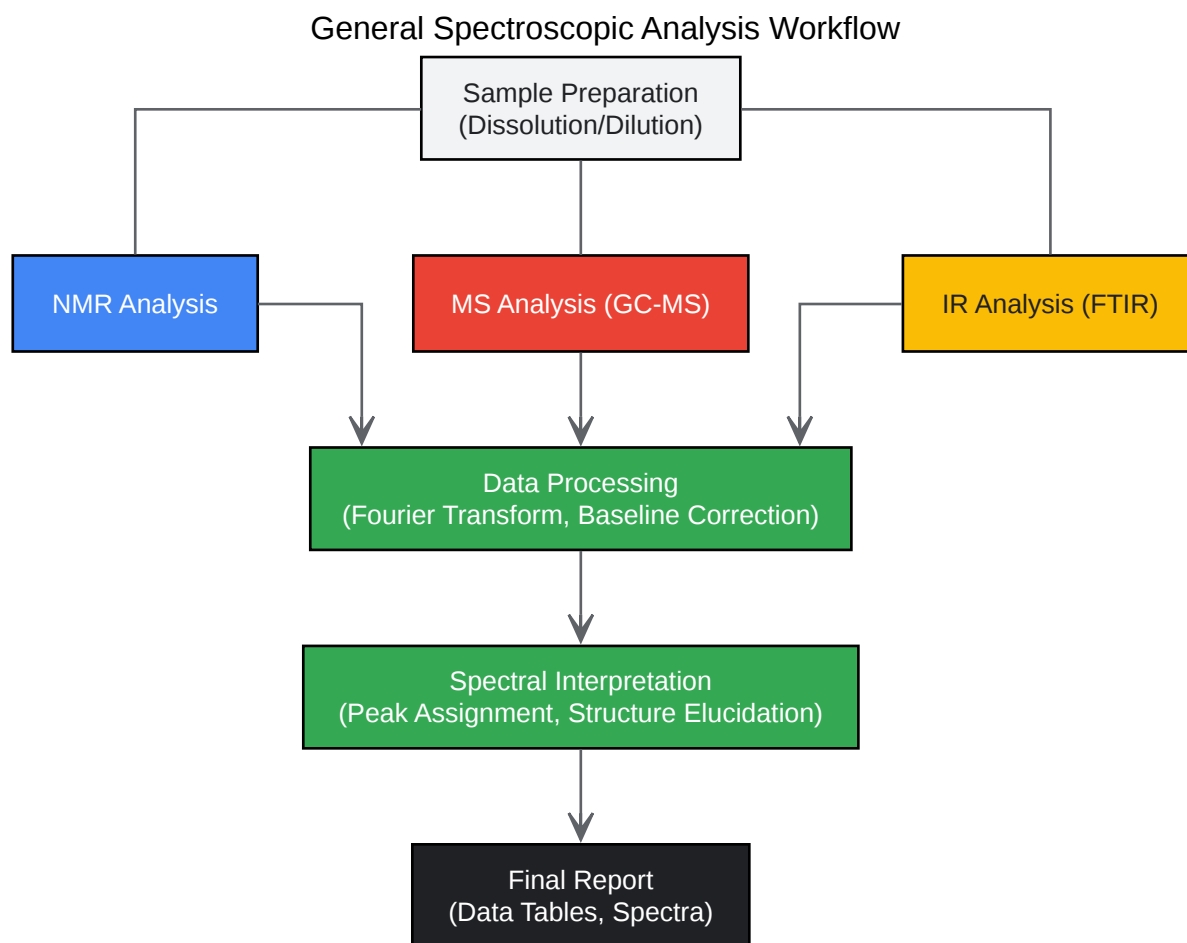 General Spectroscopic Analysis Workflow
Sample Preparation
(Dissolution/Dilution)
NMR Analysis
MS Analysis (GC-MS)
IR Analysis (FTIR)
Data Processing
(Fourier Transform, Baseline Correction)
Spectral Interpretation
(Peak Assignment, Structure Elucidation)
Final Report
(Data Tables, Spectra)